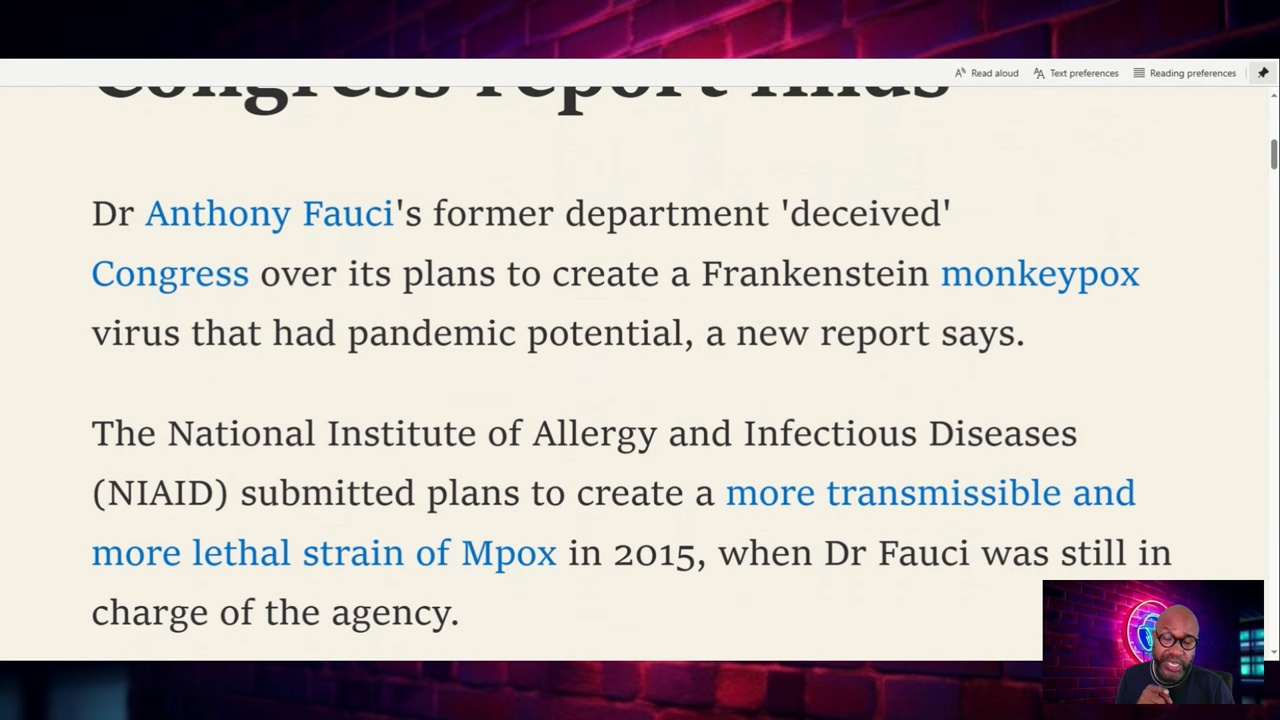 Read aloud Text preferences Reading preferences
Congress report finds
Dr Anthony Fauci's former department 'deceived'
Congress over its plans to create a Frankenstein monkeypox
virus that had pandemic potential, a new report says.
The National Institute of Allergy and Infectious Diseases
(NIAID) submitted plans to create a more transmissible and
more lethal strain of Mpox in 2015, when Dr Fauci was still in
charge of the agency.